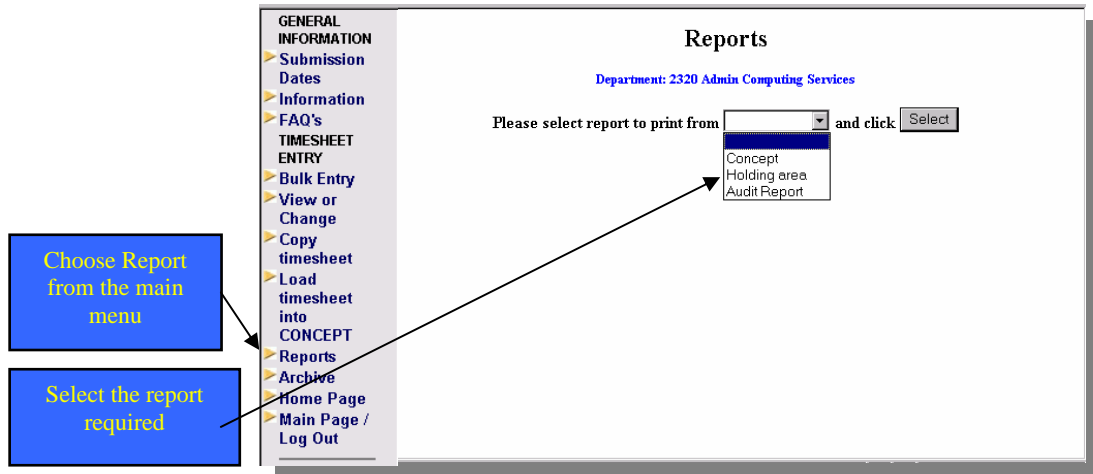 GENERAL
INFORMATION
Submission
Dates
Information
FAQ's
TIMESHEET
ENTRY
Bulk Entry
View or
Change
Copy
timesheet
Load
timesheet
into
CONCEPT
Reports
Archive
Home Page
Main Page /
Log Out
Reports
Department: 2320 Admin Computing Services
Please select report to print from and click Select
Concept
Holding area
Audit Report
Choose Report
from the main
menu
Select the report
required